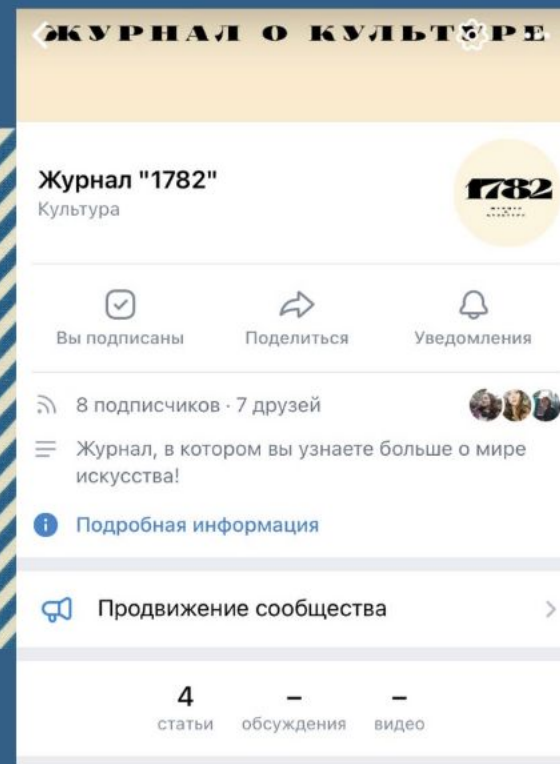 ЖУРНАЛ О КУЛЬТУРЕ
Журнал "1782"
Культура
1782
Вы подписаны
Поделиться
Уведомления
8 подписчиков · 7 друзей
Журнал, в котором вы узнаете больше о мире
искусства!
Подробная информация
Продвижение сообщества
4
–
–
статьи
обсуждения
видео